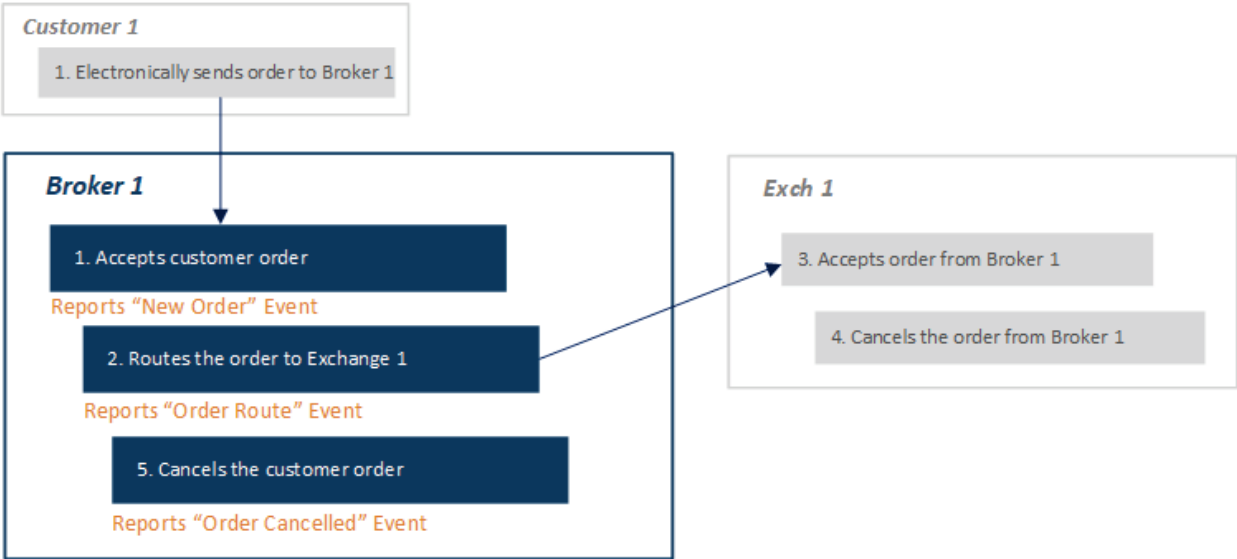 Customer 1
1. Electronically sends order to Broker 1
Broker 1
1. Accepts customer order
Reports “New Order” Event
2. Routes the order to Exchange 1
Reports “Order Route” Event
5. Cancels the customer order
Reports “Order Cancelled” Event
Exch 1
3. Accepts order from Broker 1
4. Cancels the order from Broker 1